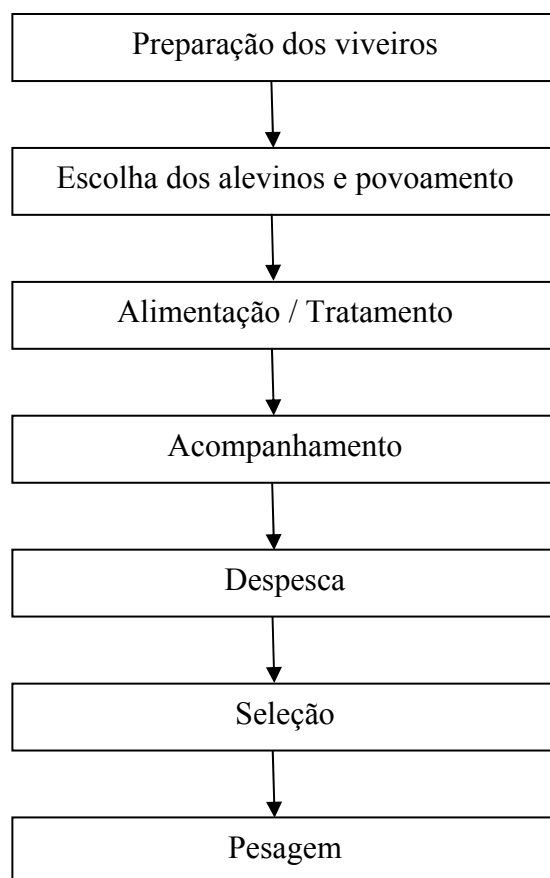 Preparação dos viveiros
Escolha dos alevinos e povoamento
Alimentação / Tratamento
Acompanhamento
Despesca
Seleção
Pesagem